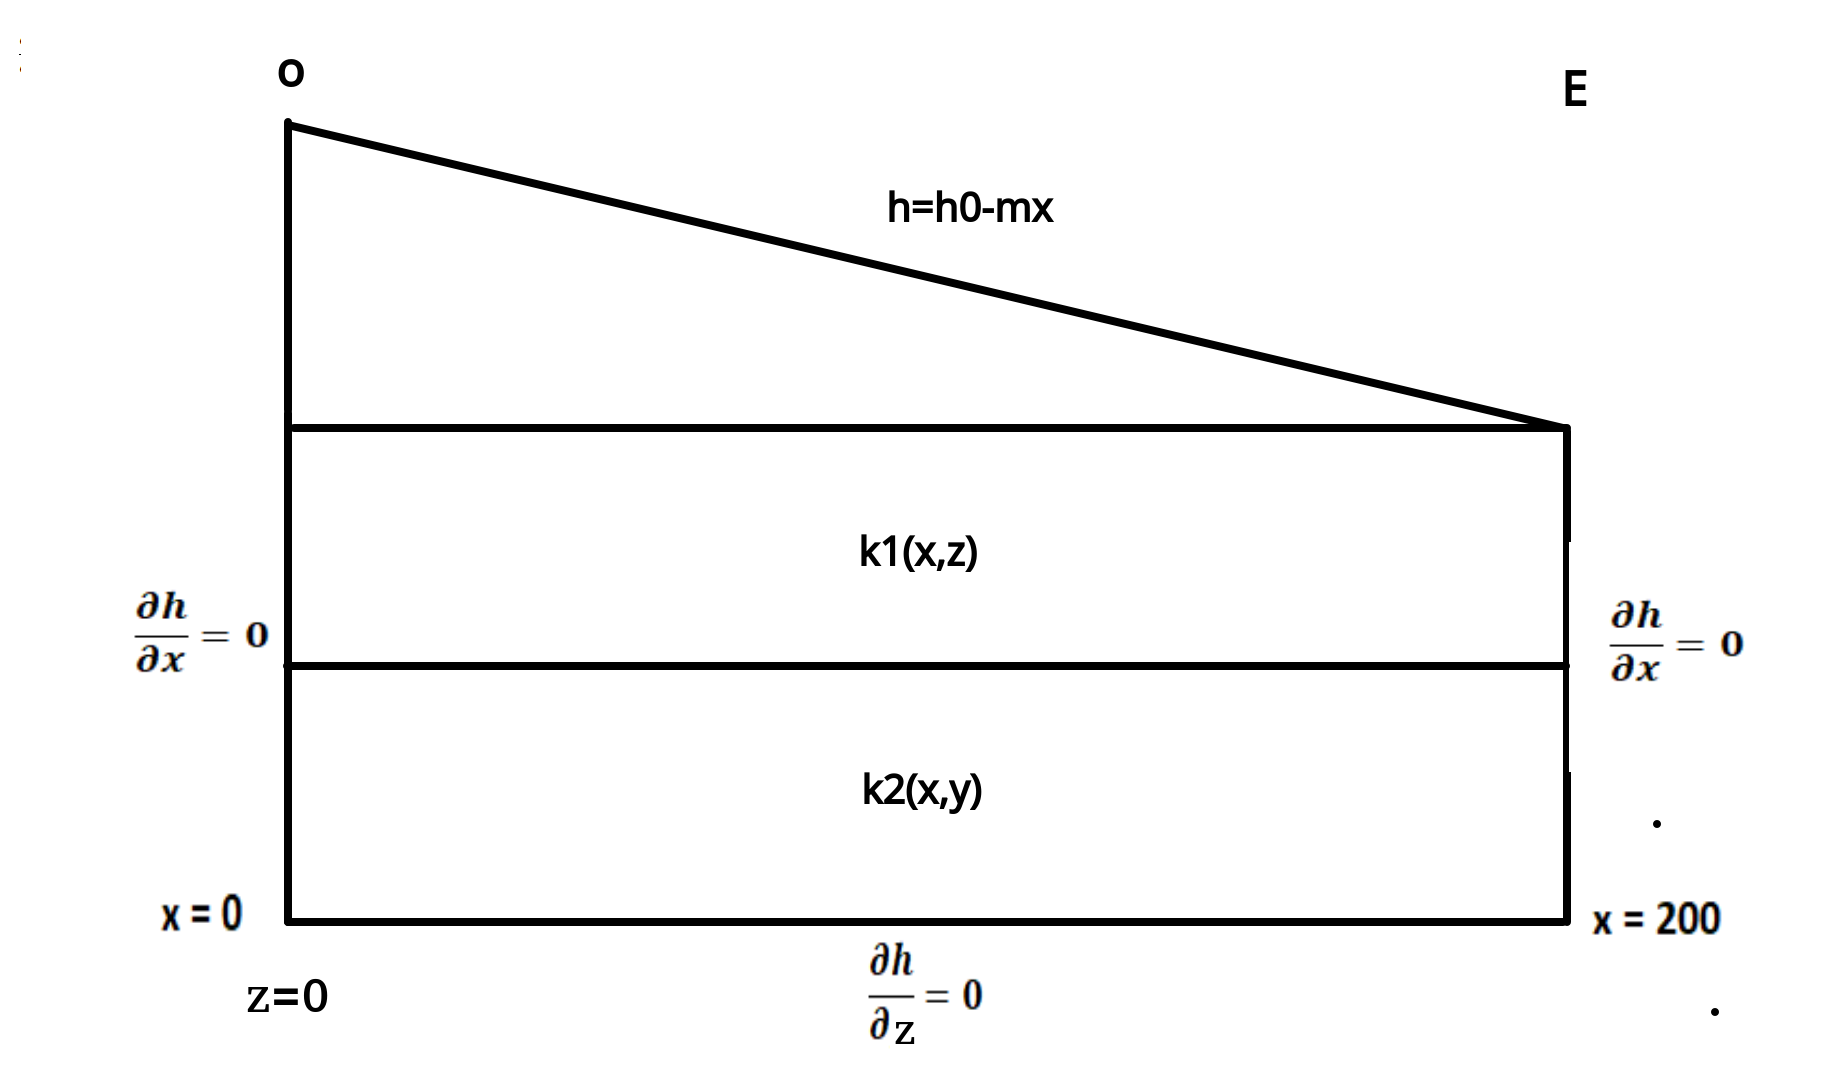 o
E
h=h0-mx
k1(x,z)
∂h/∂x = 0
∂h/∂x = 0
k2(x,y)
x = 0
x = 200
z=0
∂h/∂z = 0